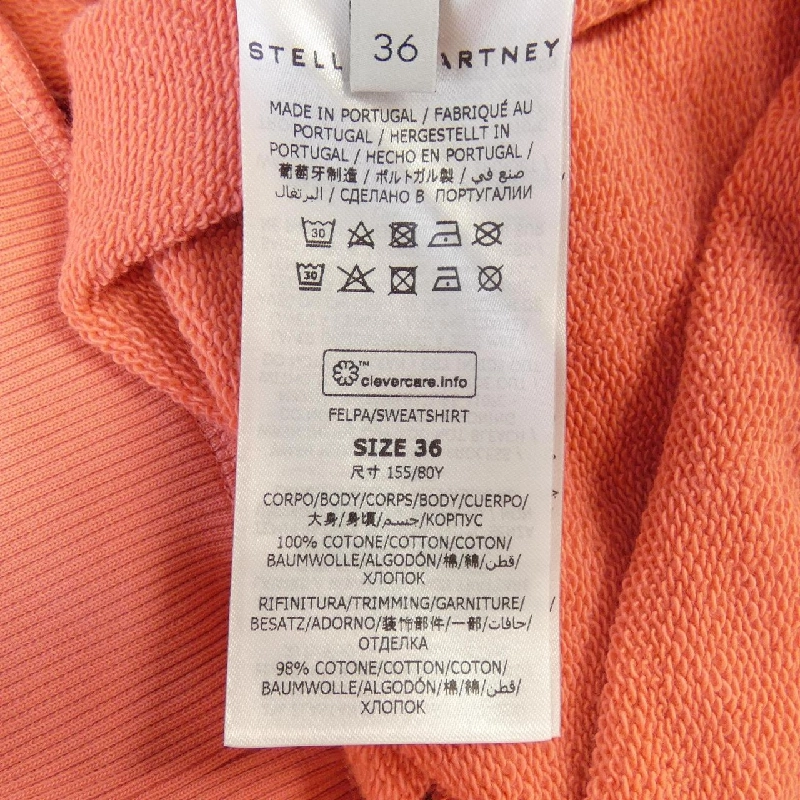 36
STELL ARTNEY
MADE IN PORTUGAL / FABRIQUÉ AU
PORTUGAL / HERGESTELLT IN
PORTUGAL / HECHO EN PORTUGAL /
葡萄牙制造 / ポルトガル製 / صنع في
البرتغال / СДЕЛАНО В ПОРТУГАЛИИ
30
30
clevercare.info™
FELPA/SWEATSHIRT
SIZE 36
尺寸 155/80Y
CORPO/BODY/CORPS/BODY/CUERPO/
大身/身頃/جسم/КОРПУС
100% COTONE/COTTON/COTON/
BAUMWOLLE/ALGODÓN/棉/綿/قطن/
ХЛОПОК
RIFINITURA/TRIMMING/GARNITURE/
BESATZ/ADORNO/装饰部件/一部/حافات/
ОТДЕЛКА
98% COTONE/COTTON/COTON/
BAUMWOLLE/ALGODÓN/棉/綿/قطن/
ХЛОПОК